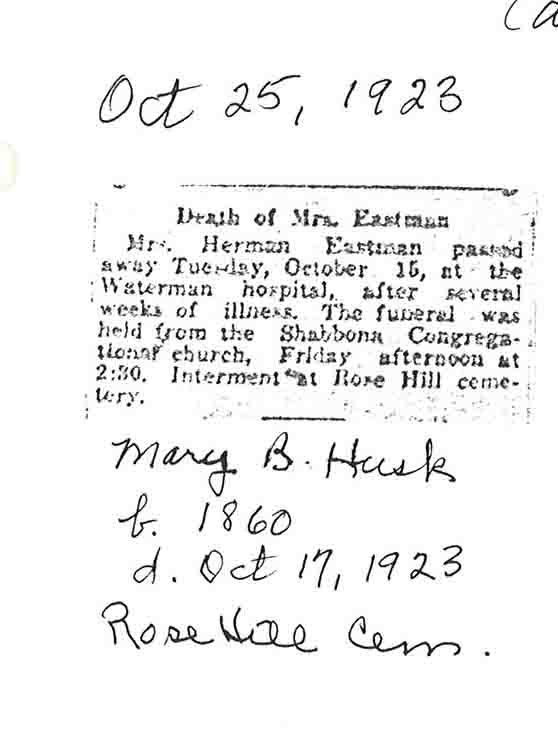 (a
Oct 25, 1923
Death of Mrs. Eastman
Mrs. Herman Eastman passed
away Tuesday, October 16, at the
Waterman hospital, after several
weeks of illness. The funeral was
held from the Shabbona Congrega-
tional church, Friday afternoon at
2:30. Interment at Rose Hill ceme-
tery.
Mary B. Husk
b. 1860
d. Oct 17, 1923
Rose Hill Cem.